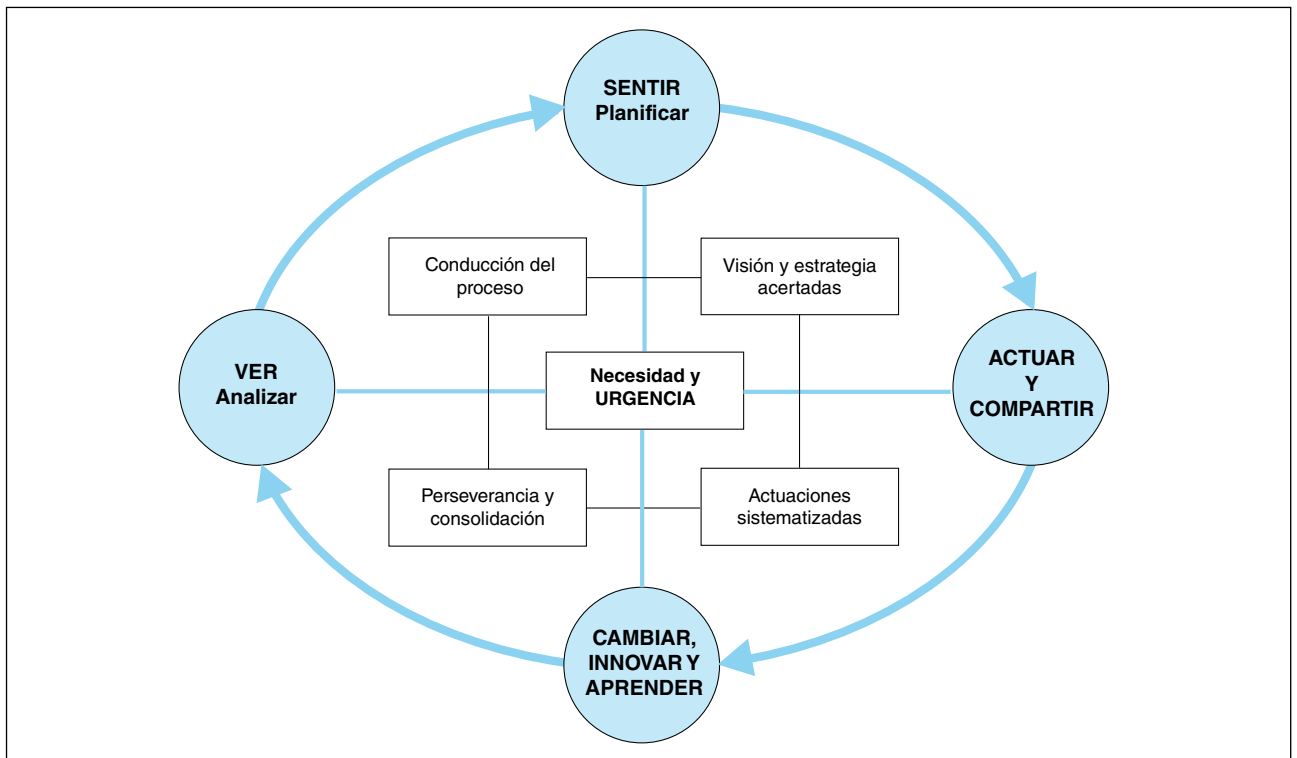 SENTIR
Planificar
Conducción del
proceso
Visión y estrategia
acertadas
VER
Analizar
Necesidad y
URGENCIA
ACTUAR
Y
COMPARTIR
Perseverancia y
consolidación
Actuaciones
sistematizadas
CAMBIAR,
INNOVAR Y
APRENDER